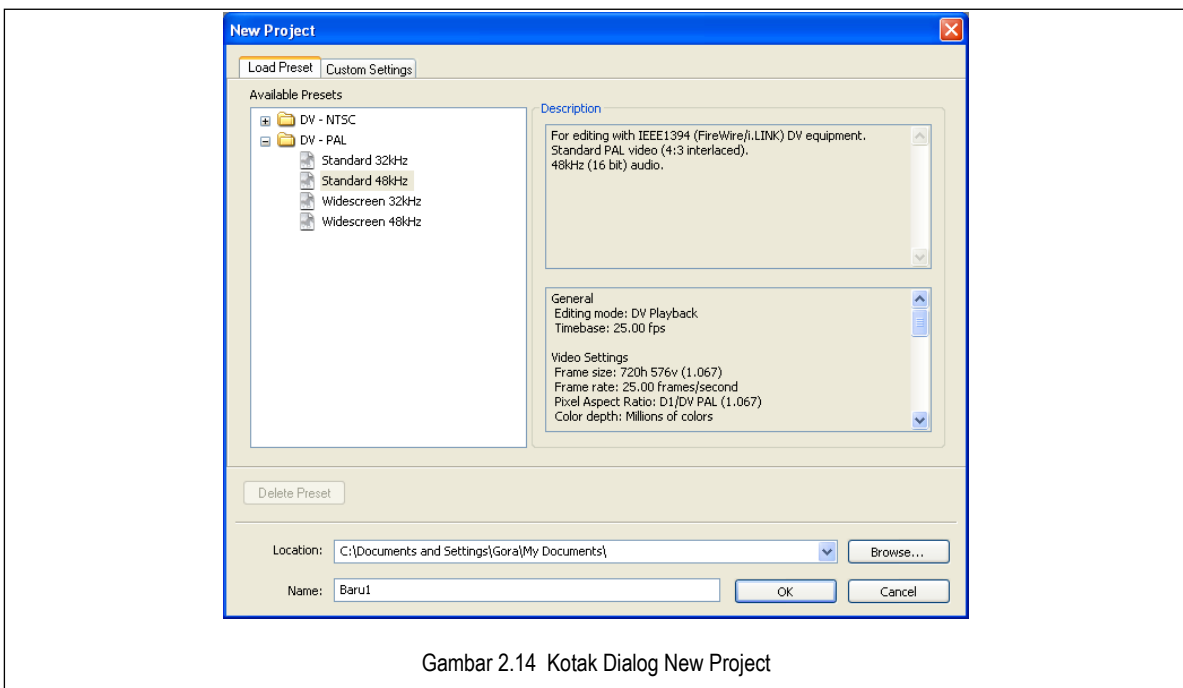 New Project
Load Preset Custom Settings
Available Presets
DV - NTSC
DV - PAL
Standard 32kHz
Standard 48kHz
Widescreen 32kHz
Widescreen 48kHz
Description
For editing with IEEE1394 (FireWire/i.LINK) DV equipment.
Standard PAL video (4:3 interlaced).
48kHz (16 bit) audio.
General
Editing mode: DV Playback
Timebase: 25.00 fps
Video Settings
Frame size: 720h 576v (1.067)
Frame rate: 25.00 frames/second
Pixel Aspect Ratio: D1/DV PAL (1.067)
Color depth: Millions of colors
Delete Preset
Location: C:\Documents and Settings\Gora\My Documents\ Browse...
Name: Baru1 OK Cancel
Gambar 2.14 Kotak Dialog New Project